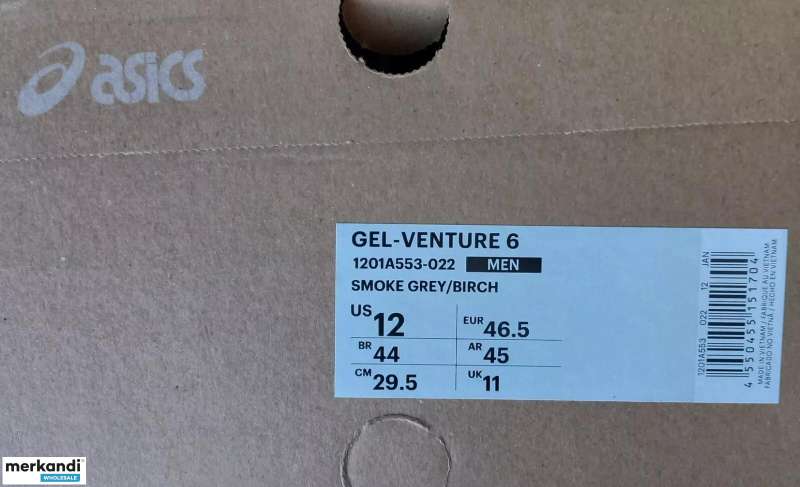 asics
GEL-VENTURE 6
1201A553-022 MEN
SMOKE GREY/BIRCH
US 12 EUR 46.5
BR 44 AR 45
CM 29.5 UK 11
1201A553 022 12 JAN
4 550455 151704
MADE IN VIETNAM / FABRIQUE AU VIETNAM
FABRICADO NO VIETNÃ / HECHO EN VIETNAM
merkandi
WHOLESALE